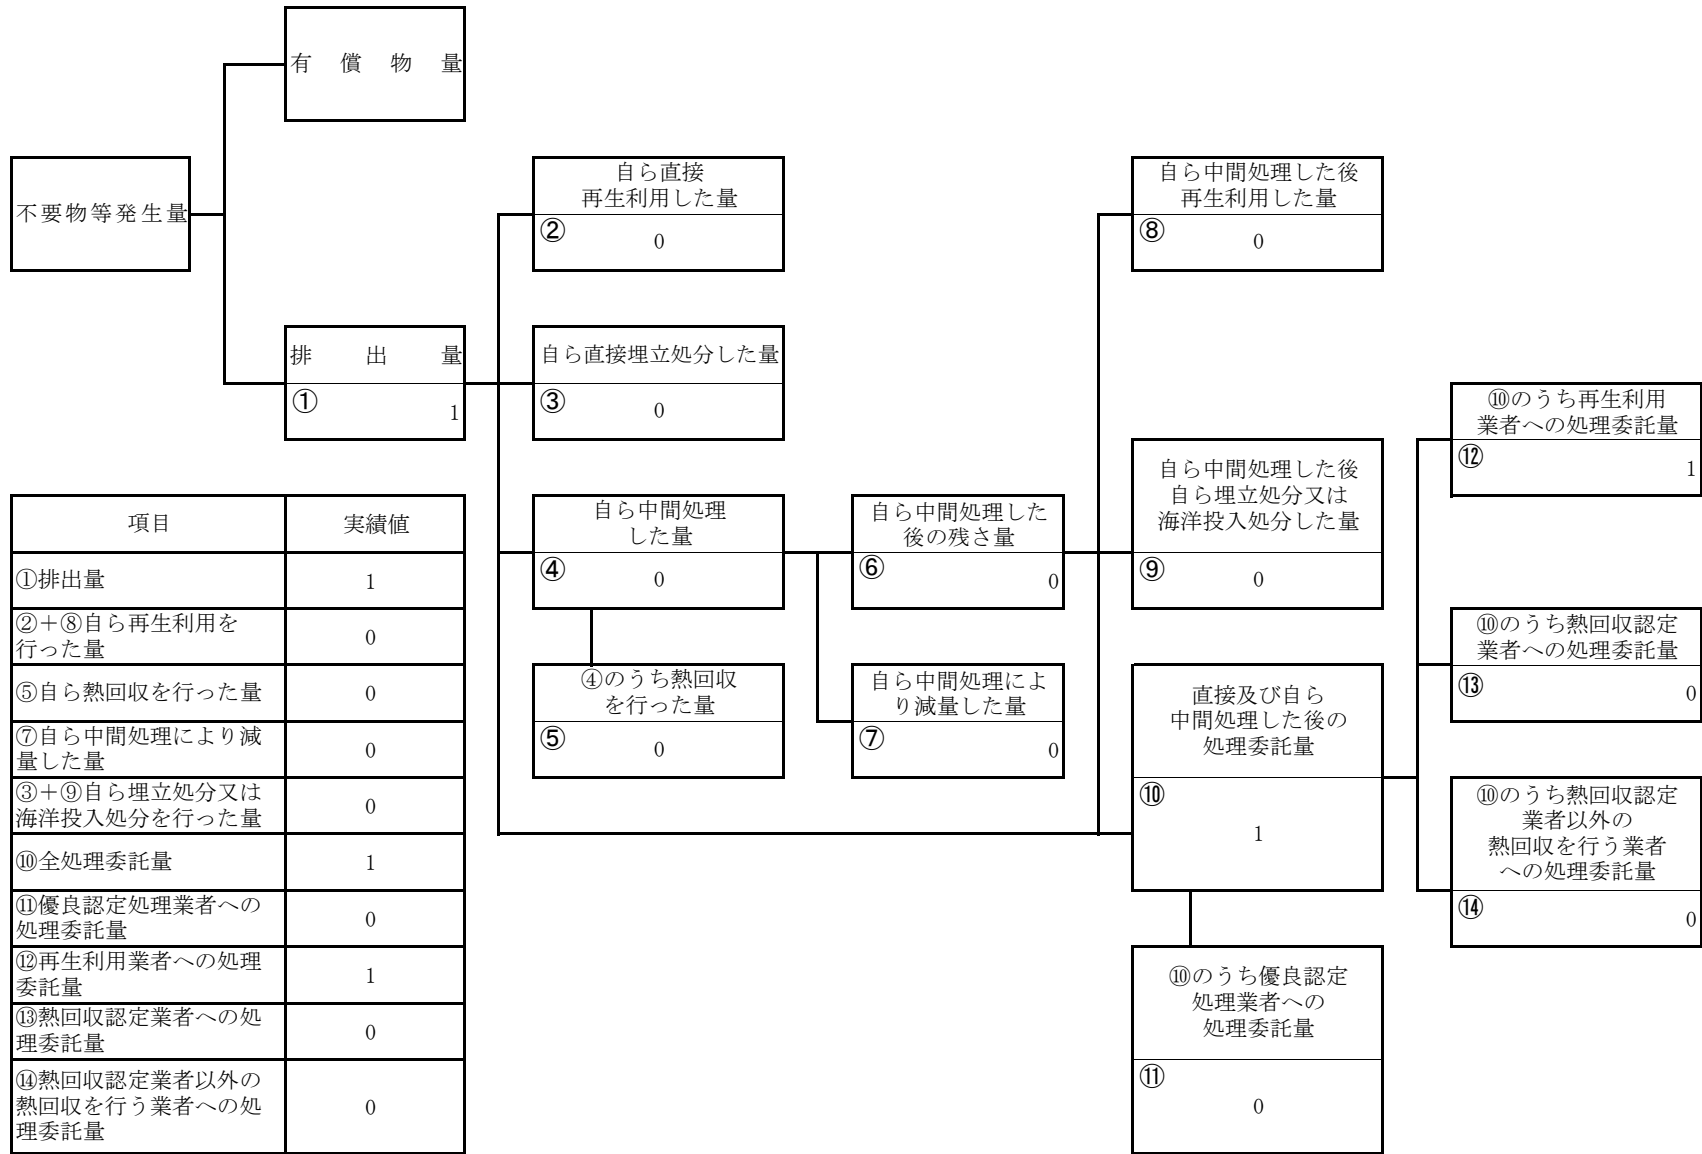 有償物量
不要物等発生量
排出量
①
1
自ら直接
再生利用した量
②
0
自ら直接埋立処分した量
③
0
自ら中間処理
した量
④
0
④のうち熱回収
を行った量
⑤
0
自ら中間処理した
後の残さ量
⑥
0
自ら中間処理によ
り減量した量
⑦
0
自ら中間処理した後
再生利用した量
⑧
0
自ら中間処理した後
自ら埋立処分又は
海洋投入処分した量
⑨
0
直接及び自ら
中間処理した後の
処理委託量
⑩
1
⑩のうち優良認定
処理業者への
処理委託量
⑪
0
⑩のうち再生利用
業者への処理委託量
⑫
1
⑩のうち熱回収認定
業者への処理委託量
⑬
0
⑩のうち熱回収認定
業者以外の
熱回収を行う業者
への処理委託量
⑭
0
項目 実績値
①排出量 1
②＋⑧自ら再生利用を
行った量 0
⑤自ら熱回収を行った量 0
⑦自ら中間処理により減
量した量 0
③＋⑨自ら埋立処分又は
海洋投入処分を行った量 0
⑩全処理委託量 1
⑪優良認定処理業者への
処理委託量 0
⑫再生利用業者への処理
委託量 1
⑬熱回収認定業者への処
理委託量 0
⑭熱回収認定業者以外の
熱回収を行う業者への処
理委託量 0